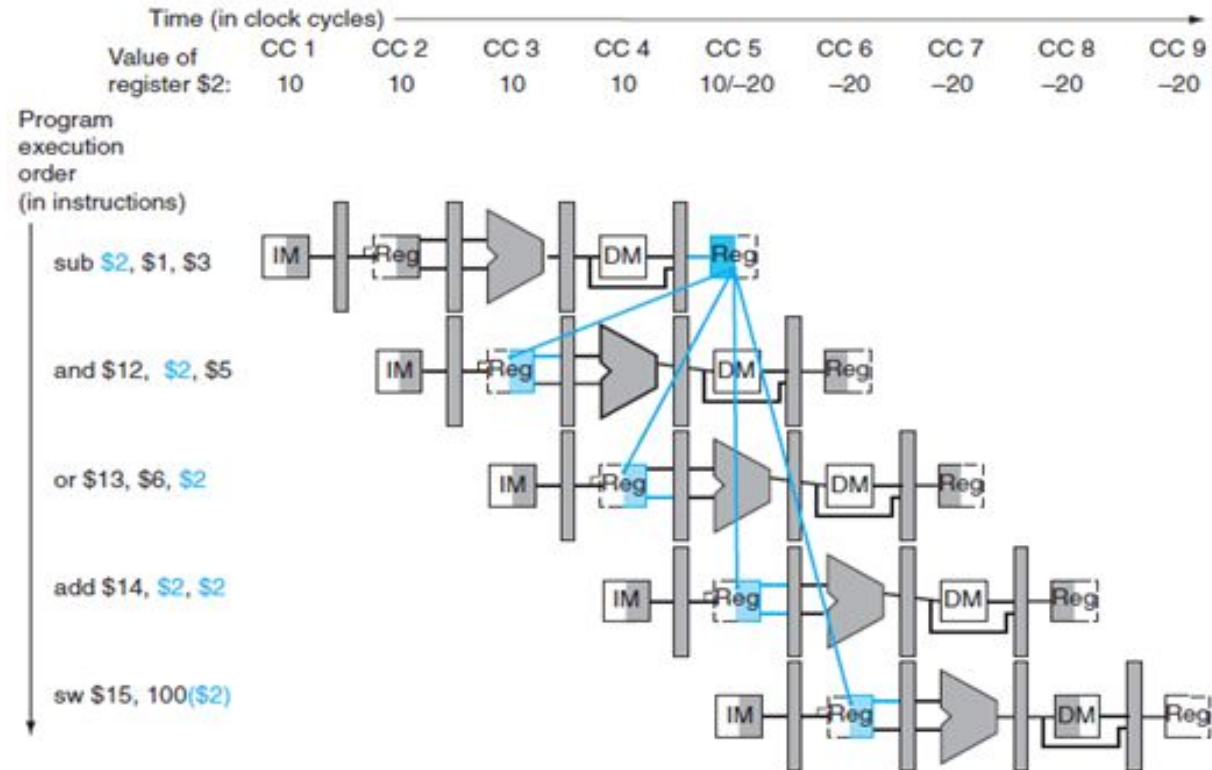 Time (in clock cycles)
Value of register $2:
CC 1 CC 2 CC 3 CC 4 CC 5 CC 6 CC 7 CC 8 CC 9
10 10 10 10 10/–20 –20 –20 –20 –20
Program
execution
order
(in instructions)
sub $2, $1, $3
IM Reg DM Reg
and $12, $2, $5
IM Reg DM Reg
or $13, $6, $2
IM Reg DM Reg
add $14, $2, $2
IM Reg DM Reg
sw $15, 100($2)
IM Reg DM Reg